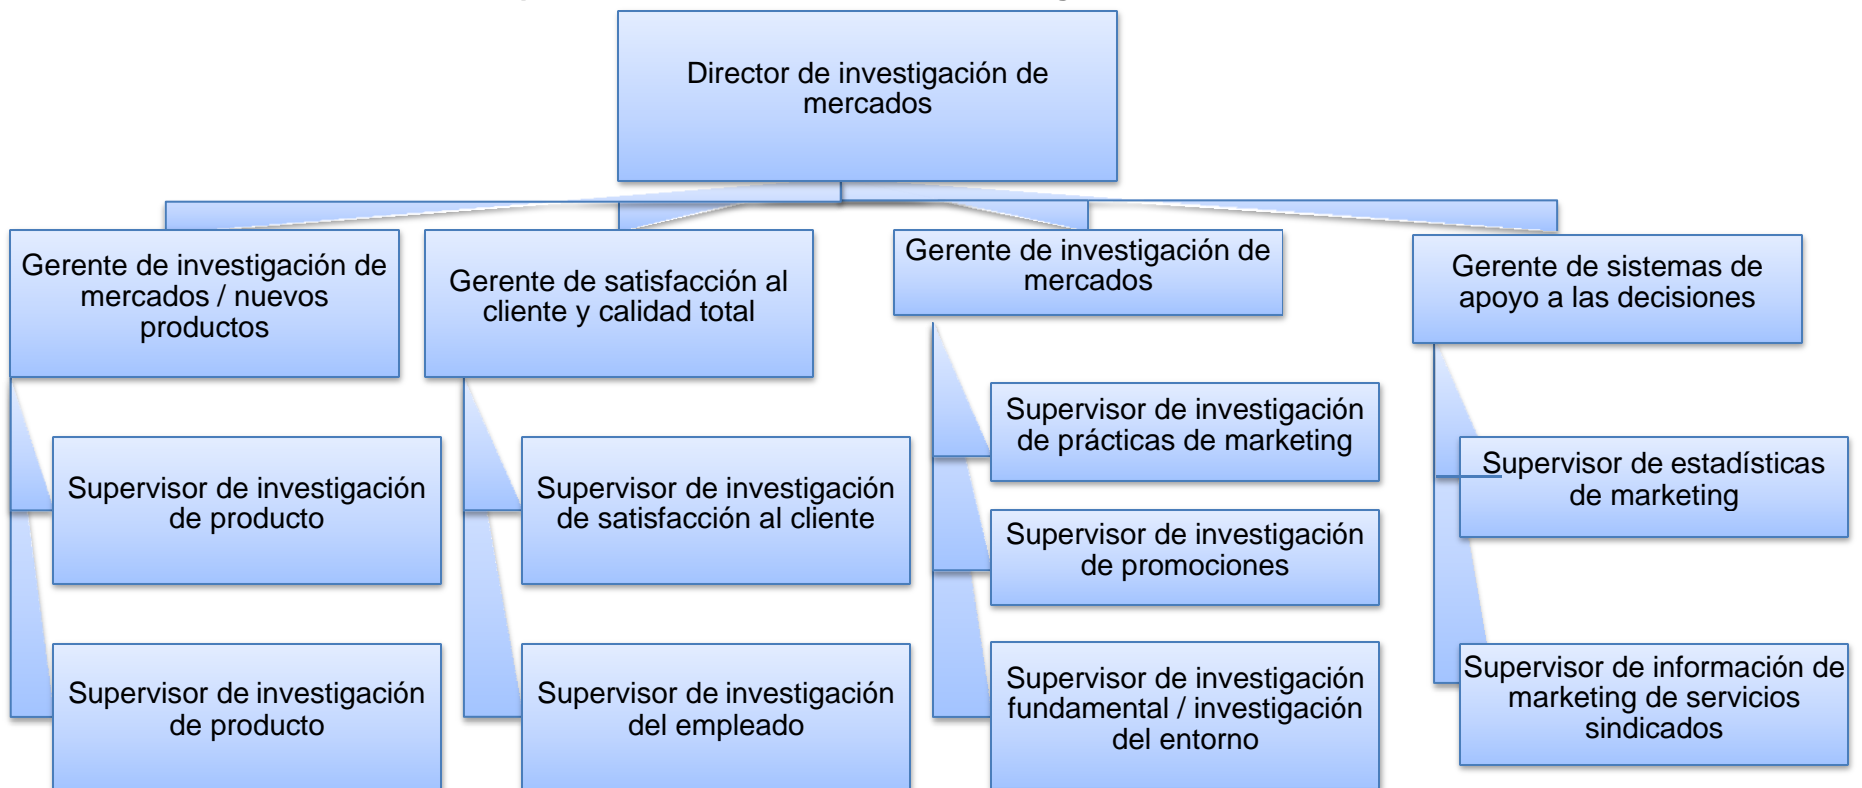 Director de investigación de
mercados
Gerente de investigación de
mercados / nuevos
productos
Gerente de satisfacción al
cliente y calidad total
Gerente de investigación de
mercados
Gerente de sistemas de
apoyo a las decisiones
Supervisor de investigación
de producto
Supervisor de investigación
de producto
Supervisor de investigación
de satisfacción al cliente
Supervisor de investigación
del empleado
Supervisor de investigación
de prácticas de marketing
Supervisor de investigación
de promociones
Supervisor de investigación
fundamental / investigación
del entorno
Supervisor de estadísticas
de marketing
Supervisor de información de
marketing de servicios
sindicados